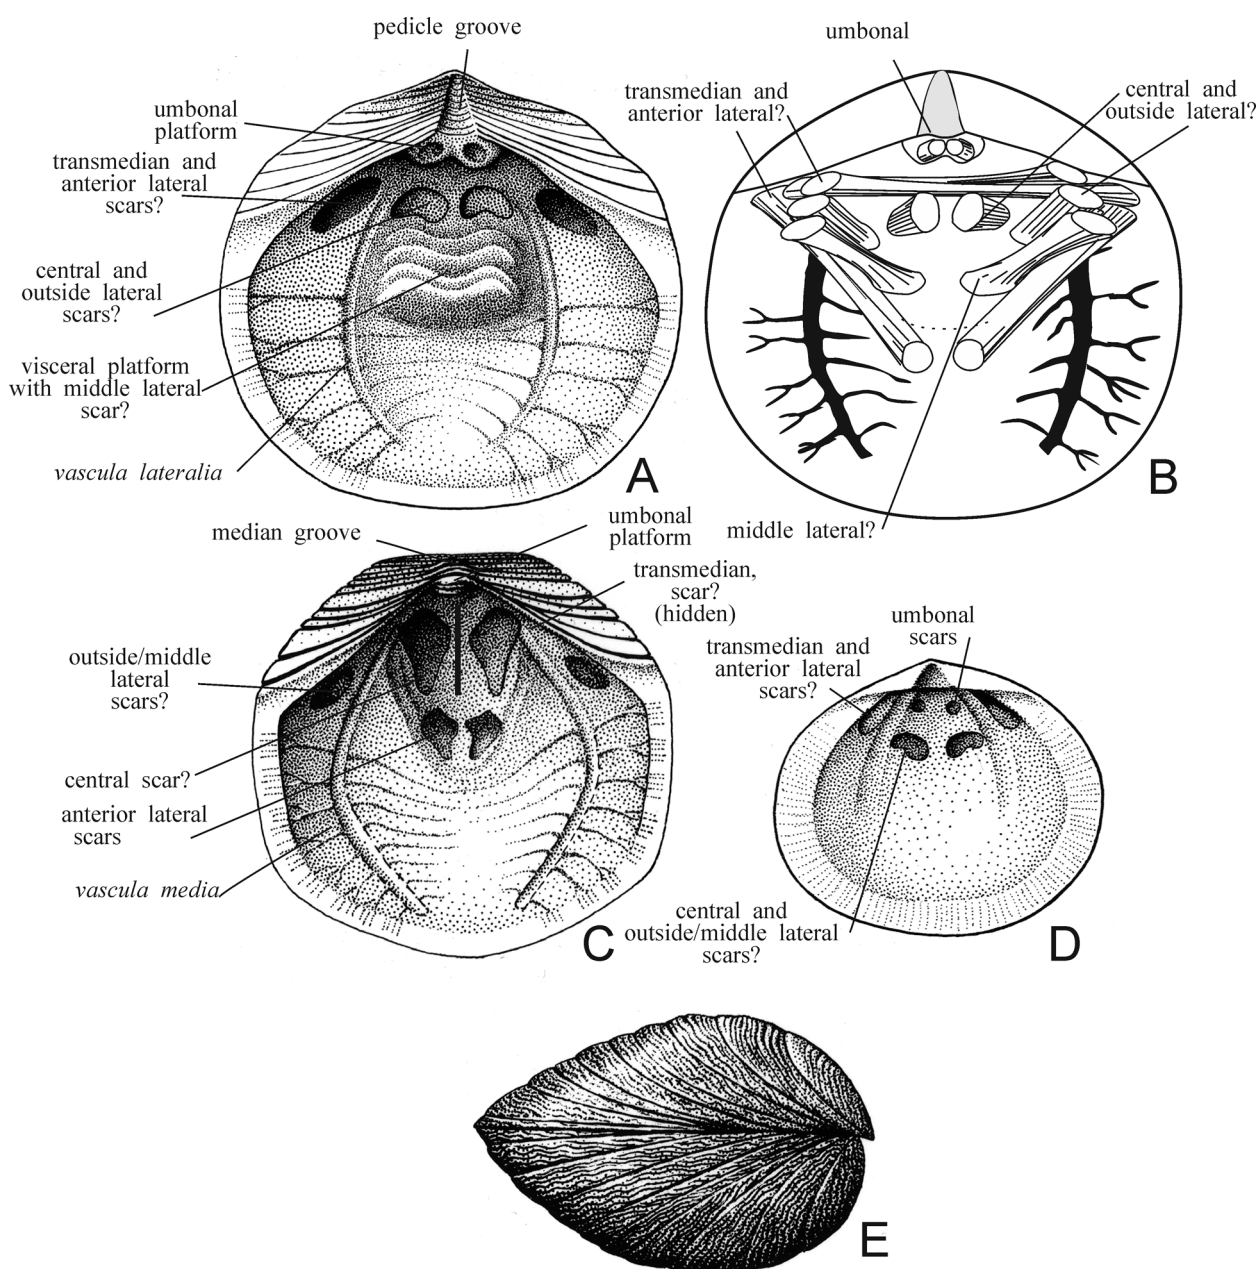 pedicle groove
umbonal
platform
transmedian and
anterior lateral
scars?
central and
outside lateral
scars?
visceral platform
with middle lateral
scar?
vascula lateralia
A
umbonal
transmedian and
anterior lateral?
central and
outside lateral?
middle lateral?
B
median groove
umbonal
platform
transmedian,
scar?
(hidden)
outside/middle
lateral
scars?
central scar?
anterior lateral
scars
vascula media
C
umbonal
scars
transmedian and
anterior lateral
scars?
central and
outside/middle lateral
scars?
D
E